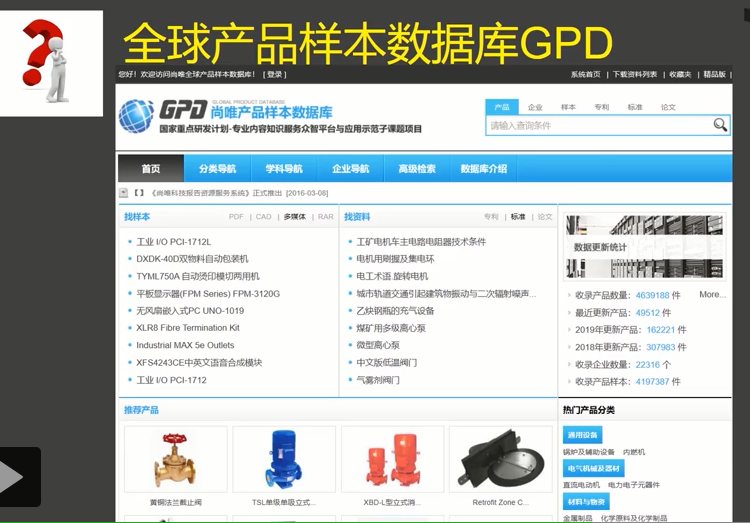 全球产品样本数据库GPD
您好！欢迎访问尚唯全球产品样本数据库！ [ 登录 ]
系统首页 | 下载资料列表 | 收藏夹 | 精品版 |
GPD GLOBAL PRODUCT DATABASE 尚唯产品样本数据库
国家重点研发计划-专业内容知识服务众智平台与应用示范子课题项目
产品 企业 样本 专利 标准 论文
请输入查询条件
首页 分类导航 学科导航 企业导航 高级检索 数据库介绍
【】《尚唯科技报告资源服务系统》正式推出 [2016-03-08]
找样本 PDF | CAD | 多媒体 | RAR
工业 I/O PCI-1712L
DXDK-40D双物料自动包装机
TYML750A 自动烫印模切两用机
平板显示器(FPM Series) FPM-3120G
无风扇嵌入式PC UNO-1019
XLR8 Fibre Termination Kit
Industrial MAX 5e Outlets
XFS4243CE中英文语音合成模块
工业 I/O PCI-1712
找资料 专利 | 标准 | 论文
工矿电机车主电路电阻器技术条件
电机用刷握及集电环
电工术语 旋转电机
城市轨道交通引起建筑物振动与二次辐射噪声...
乙炔钢瓶的充气设备
煤矿用多级离心泵
微型离心泵
中文版低温阀门
气雾剂阀门
数据更新统计
收录产品数量：4639188 件 More...
最近更新产品：49512 件
2019年更新产品：162221 件
2018年更新产品：307983 件
收录企业数量：22316 个
收录产品样本：4197387 件
推荐产品
黄铜法兰截止阀
TSL单级单吸立式...
XBD-L型立式消...
Retrofit Zone C...
热门产品分类
通用设备
锅炉及辅助设备 内燃机
电气机械及器材
直流电动机 电力电子元器件
材料与物资
金属制品 化学原料及化学制品